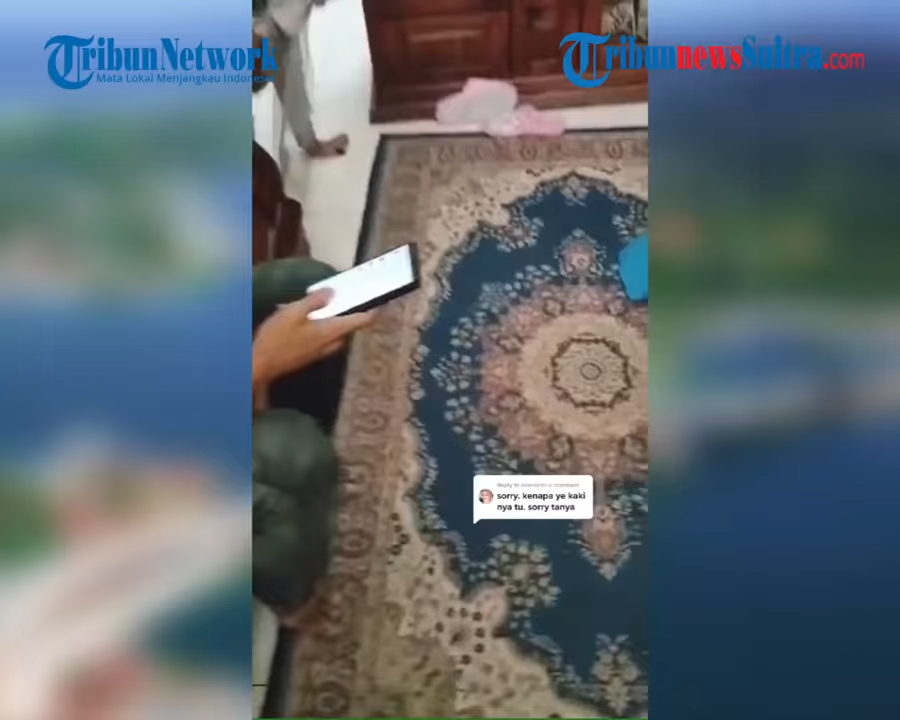 TribunNetwork
Mata Lokal Menjangkau Indonesia
TribunnewsSultra.com
sorry. kenapa ye kaki
nya tu. sorry tanya